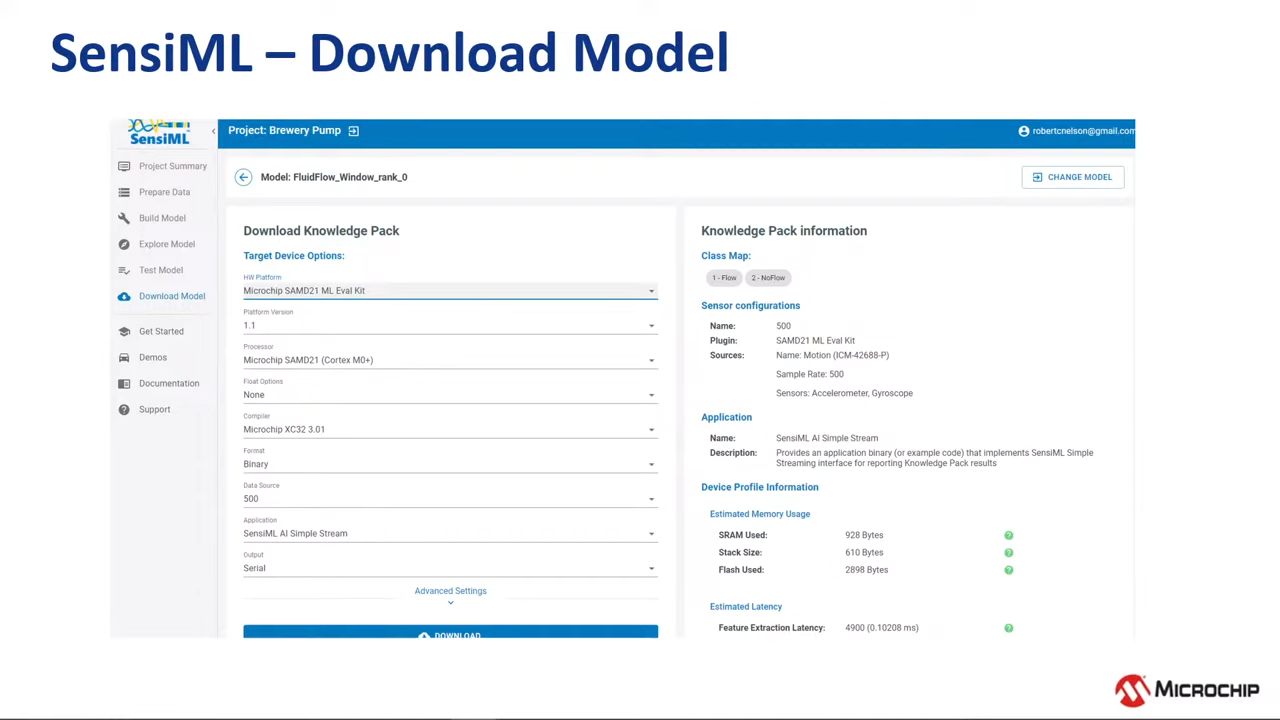 SensiML – Download Model
SensiML
Project: Brewery Pump
robertcnelson@gmail.com
Project Summary
Prepare Data
Build Model
Explore Model
Test Model
Download Model
Get Started
Demos
Documentation
Support
Model: FluidFlow_Window_rank_0
CHANGE MODEL
Download Knowledge Pack
Target Device Options:
HW Platform
Microchip SAMD21 ML Eval Kit
Platform Version
1.1
Processor
Microchip SAMD21 (Cortex M0+)
Float Options
None
Compiler
Microchip XC32 3.01
Format
Binary
Data Source
500
Application
SensiML AI Simple Stream
Output
Serial
Advanced Settings
DOWNLOAD
Knowledge Pack information
Class Map:
1 - Flow 2 - NoFlow
Sensor configurations
Name: 500
Plugin: SAMD21 ML Eval Kit
Sources: Name: Motion (ICM-42688-P)
Sample Rate: 500
Sensors: Accelerometer, Gyroscope
Application
Name: SensiML AI Simple Stream
Description: Provides an application binary (or example code) that implements SensiML Simple
Streaming interface for reporting Knowledge Pack results
Device Profile Information
Estimated Memory Usage
SRAM Used: 928 Bytes
Stack Size: 610 Bytes
Flash Used: 2898 Bytes
Estimated Latency
Feature Extraction Latency: 4900 (0.10208 ms)
MICROCHIP